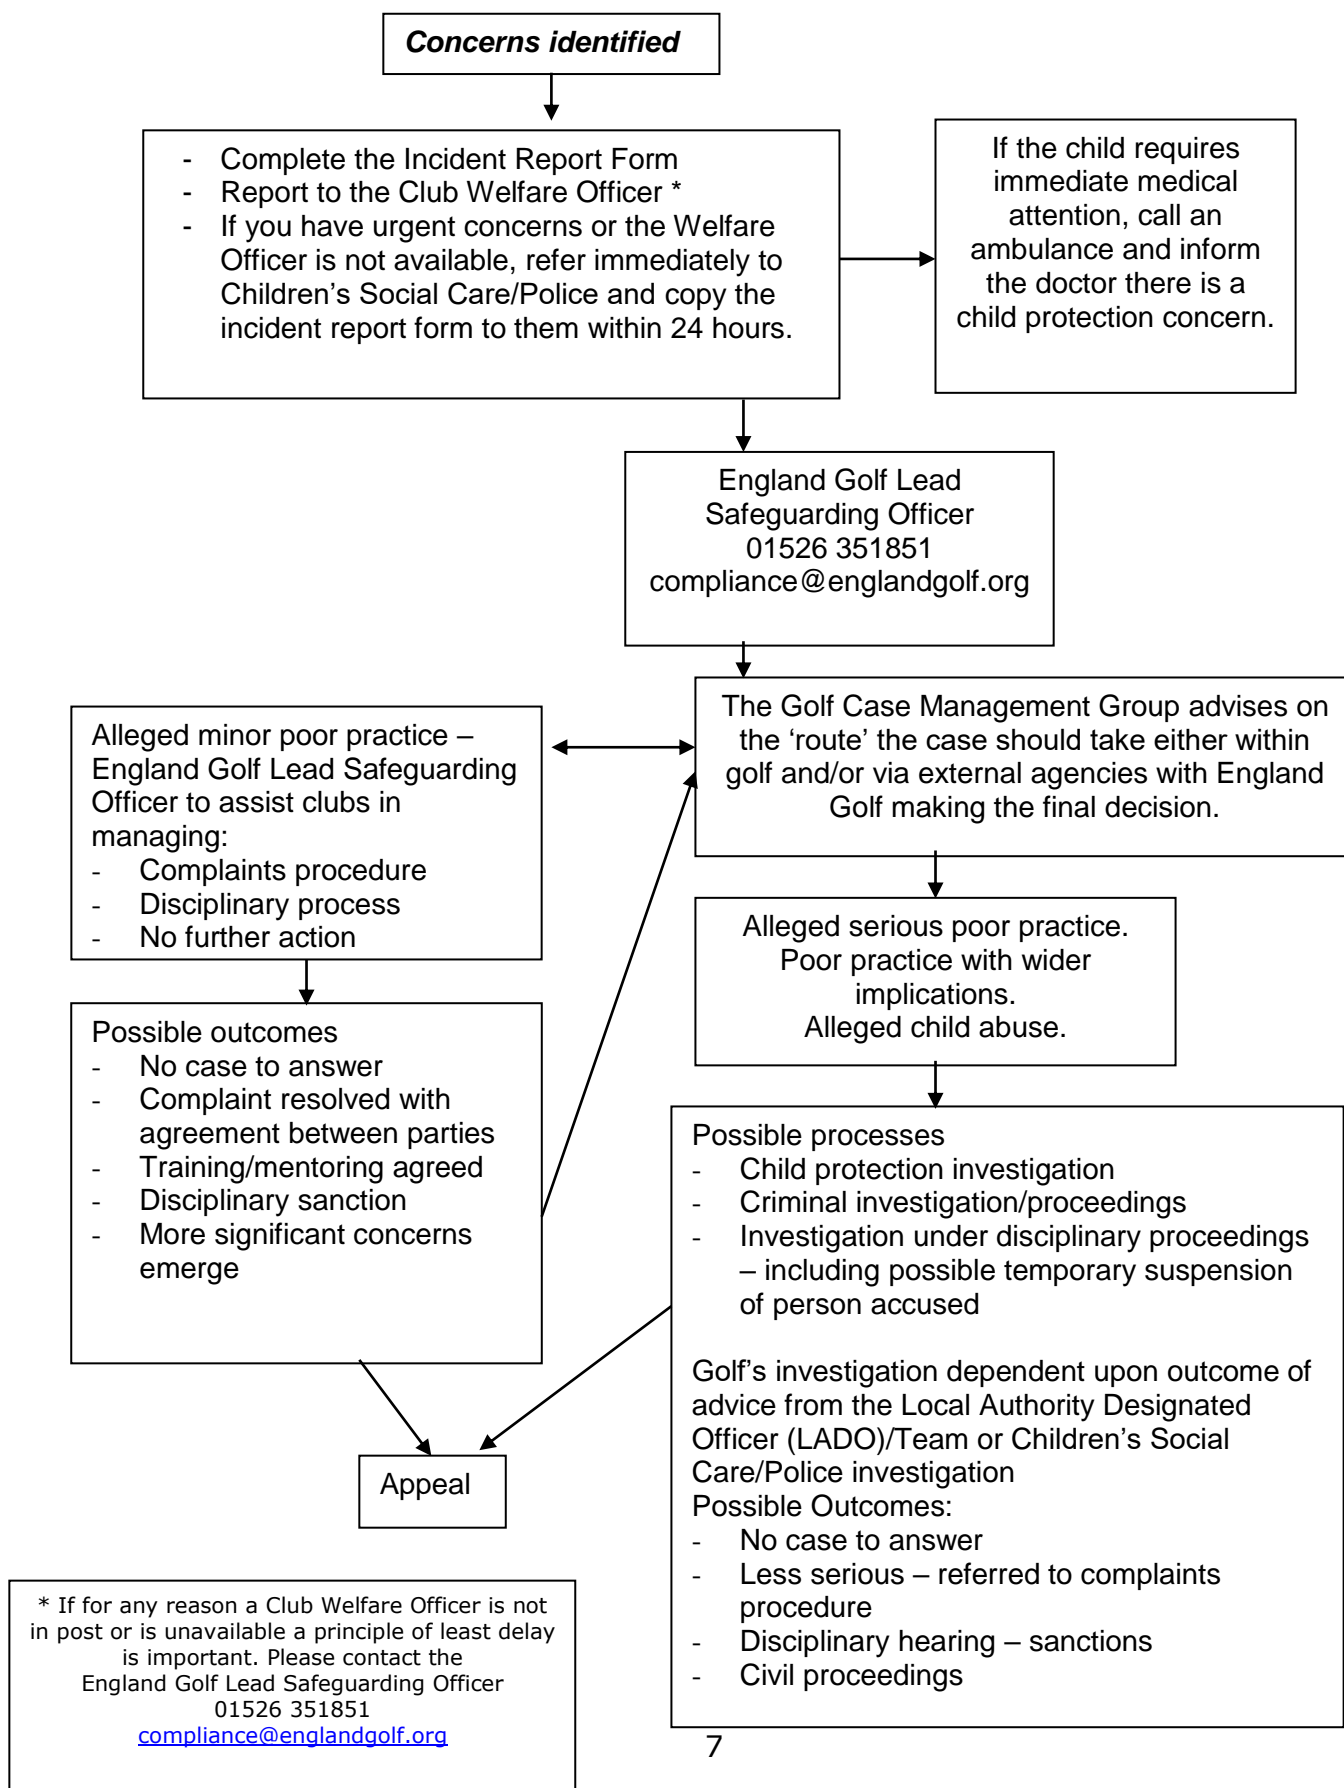 Concerns identified
- Complete the Incident Report Form
- Report to the Club Welfare Officer *
- If you have urgent concerns or the Welfare
Officer is not available, refer immediately to
Children’s Social Care/Police and copy the
incident report form to them within 24 hours.
If the child requires
immediate medical
attention, call an
ambulance and inform
the doctor there is a
child protection concern.
England Golf Lead
Safeguarding Officer
01526 351851
compliance@englandgolf.org
The Golf Case Management Group advises on
the ‘route’ the case should take either within
golf and/or via external agencies with England
Golf making the final decision.
Alleged minor poor practice –
England Golf Lead Safeguarding
Officer to assist clubs in
managing:
- Complaints procedure
- Disciplinary process
- No further action
Alleged serious poor practice.
Poor practice with wider
implications.
Alleged child abuse.
Possible outcomes
- No case to answer
- Complaint resolved with
agreement between parties
- Training/mentoring agreed
- Disciplinary sanction
- More significant concerns
emerge
Possible processes
- Child protection investigation
- Criminal investigation/proceedings
- Investigation under disciplinary proceedings
– including possible temporary suspension
of person accused
Golf’s investigation dependent upon outcome of
advice from the Local Authority Designated
Officer (LADO)/Team or Children’s Social
Care/Police investigation
Possible Outcomes:
- No case to answer
- Less serious – referred to complaints
procedure
- Disciplinary hearing – sanctions
- Civil proceedings
Appeal
* If for any reason a Club Welfare Officer is not
in post or is unavailable a principle of least delay
is important. Please contact the
England Golf Lead Safeguarding Officer
01526 351851
compliance@englandgolf.org
7